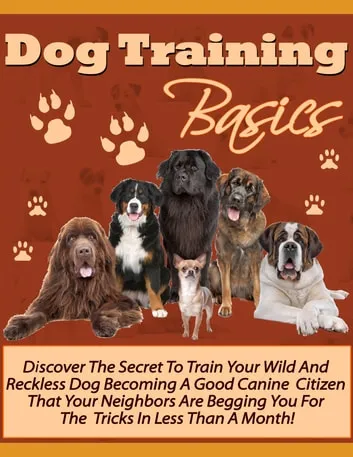 Dog Training
Basics
Discover The Secret To Train Your Wild And
Reckless Dog Becoming A Good Canine Citizen
That Your Neighbors Are Begging You For
The Tricks In Less Than A Month!